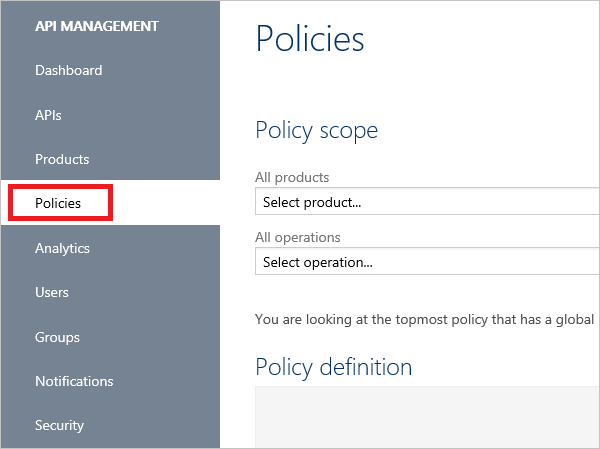 API MANAGEMENT
Dashboard
APIs
Products
Policies
Analytics
Users
Groups
Notifications
Security
Policies
Policy scope
All products
Select product...
All operations
Select operation...
You are looking at the topmost policy that has a global
Policy definition